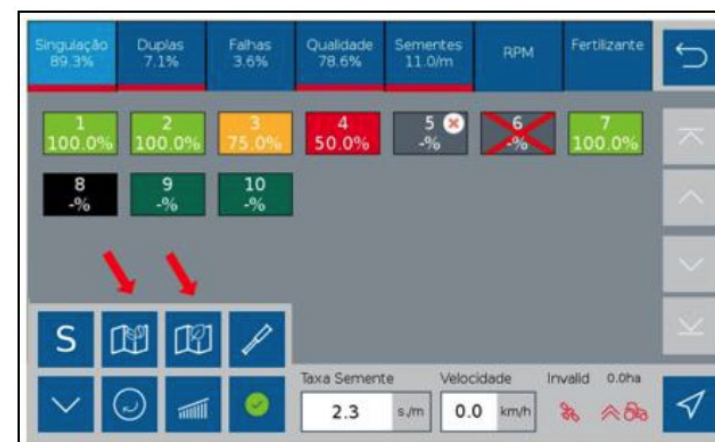 Singulação Duplas Falhas Qualidade Sementes RPM Fertilizante
89.3% 7.1% 3.6% 78.6% 11.0/m
1 2 3 4 5 6 7
100.0% 100.0% 75.0% 50.0% -% -% 100.0%
8 9 10
-% -% -%
S
Taxa Semente Velocidade Invalid 0.0ha
2.3 s./m 0.0 km/h